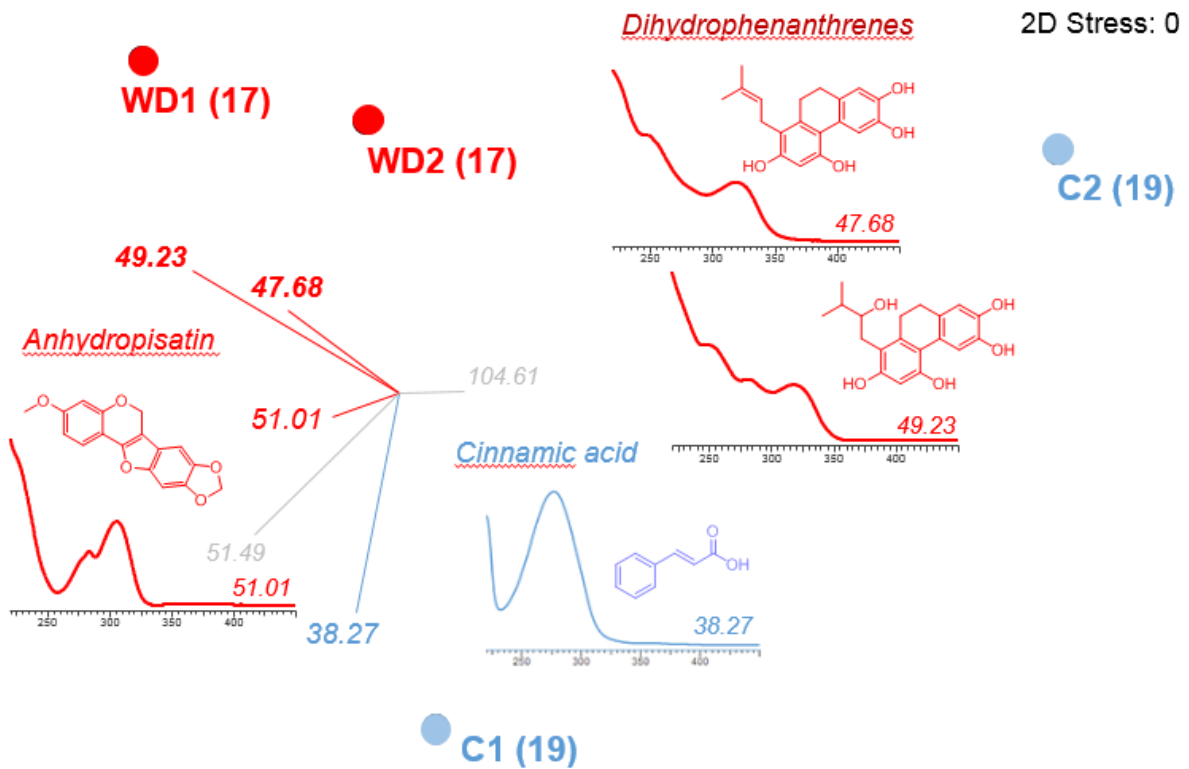 Dihydrophenanthrenes
2D Stress: 0
WD1 (17)
WD2 (17)
OH
OH
HO
OH
C2 (19)
47.68
250
300
350
400
49.23
47.68
Anhydropisatin
OH
OH
OH
HO
OH
104.61
O
O
O
O
O
51.01
49.23
250
300
350
400
Cinnamic acid
51.49
O
OH
51.01
250
300
350
400
38.27
38.27
250
300
350
400
C1 (19)